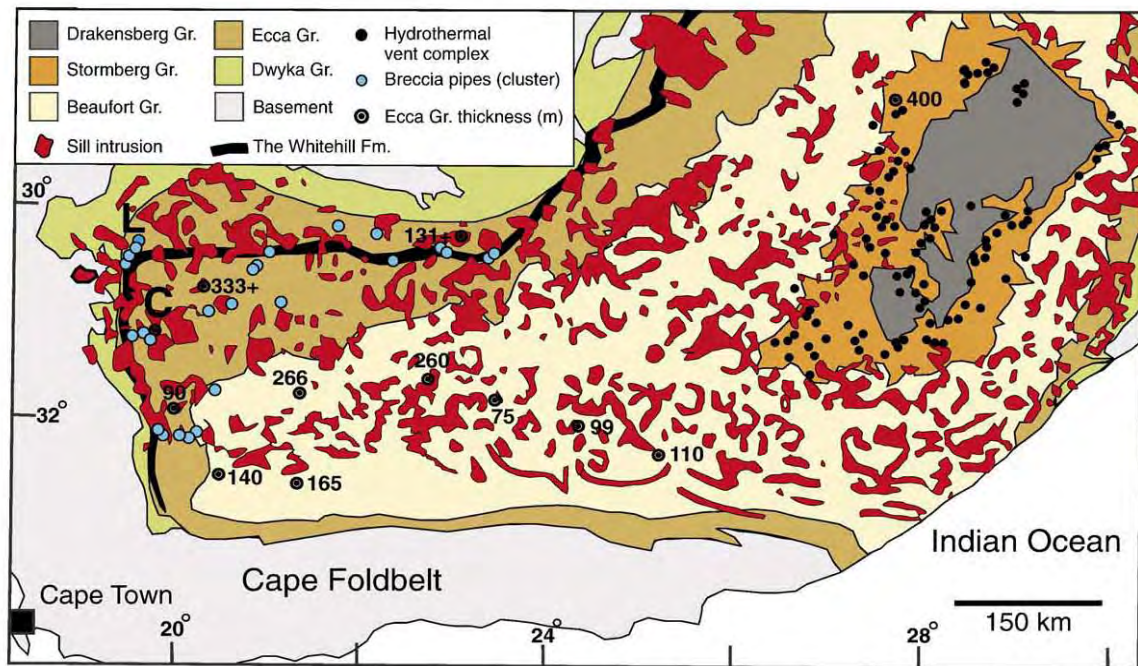 Drakensberg Gr.
Stormberg Gr.
Beaufort Gr.
Sill intrusion
Ecca Gr.
Dwyka Gr.
Basement
The Whitehill Fm.
Hydrothermal
vent complex
Breccia pipes (cluster)
Ecca Gr. thickness (m)
400
30°
L
131+
333+
C
260
266
90
32°
75
99
110
140
165
Indian Ocean
Cape Foldbelt
Cape Town
150 km
20°
24°
28°